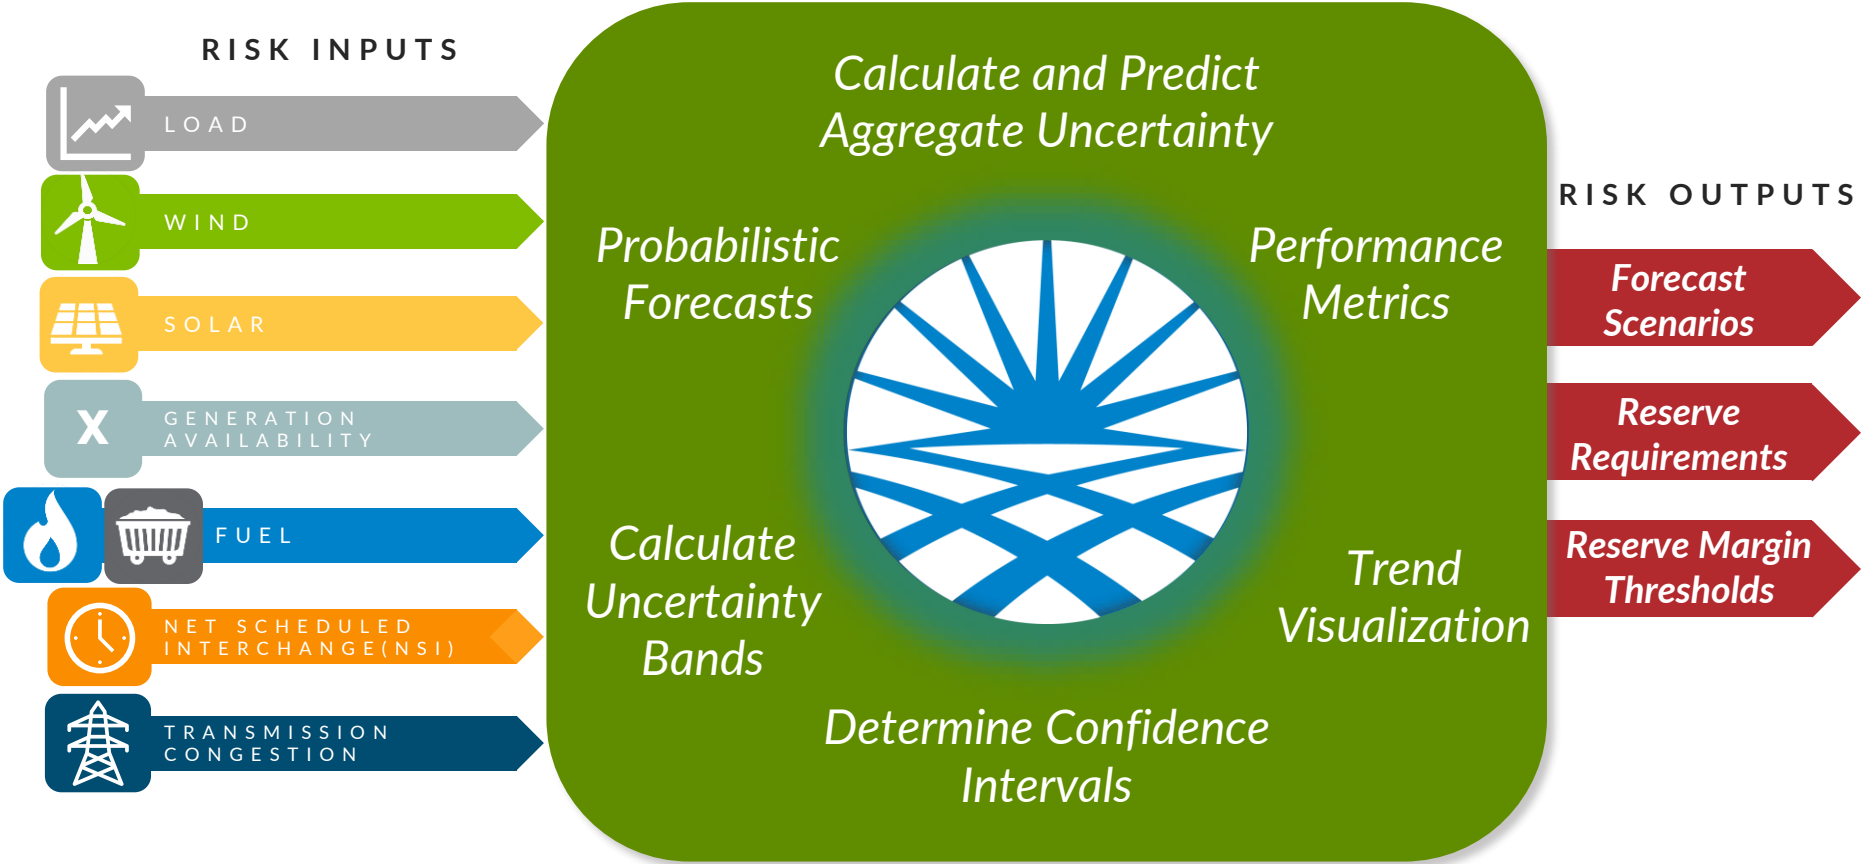 RISK INPUTS
LOAD
WIND
SOLAR
X
GENERATION
AVAILABILITY
FUEL
NET SCHEDULED
INTERCHANGE(NSI)
TRANSMISSION
CONGESTION
Calculate and Predict
Aggregate Uncertainty
Probabilistic
Forecasts
Performance
Metrics
Calculate
Uncertainty
Bands
Trend
Visualization
Determine Confidence
Intervals
RISK OUTPUTS
Forecast
Scenarios
Reserve
Requirements
Reserve Margin
Thresholds